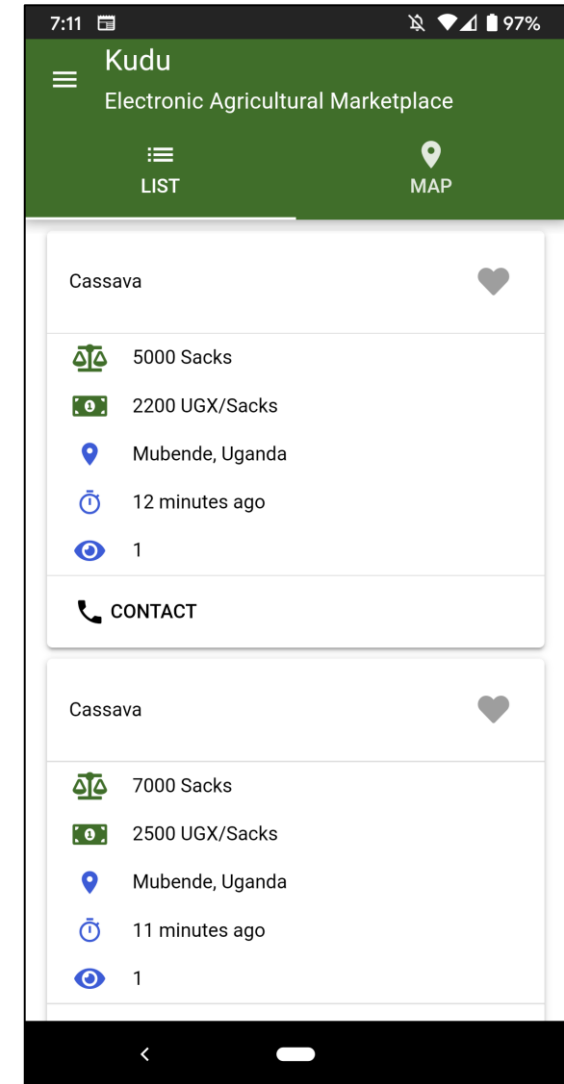 7:11 97%
Kudu
Electronic Agricultural Marketplace
LIST MAP
Cassava
5000 Sacks
2200 UGX/Sacks
Mubende, Uganda
12 minutes ago
1
CONTACT
Cassava
7000 Sacks
2500 UGX/Sacks
Mubende, Uganda
11 minutes ago
1